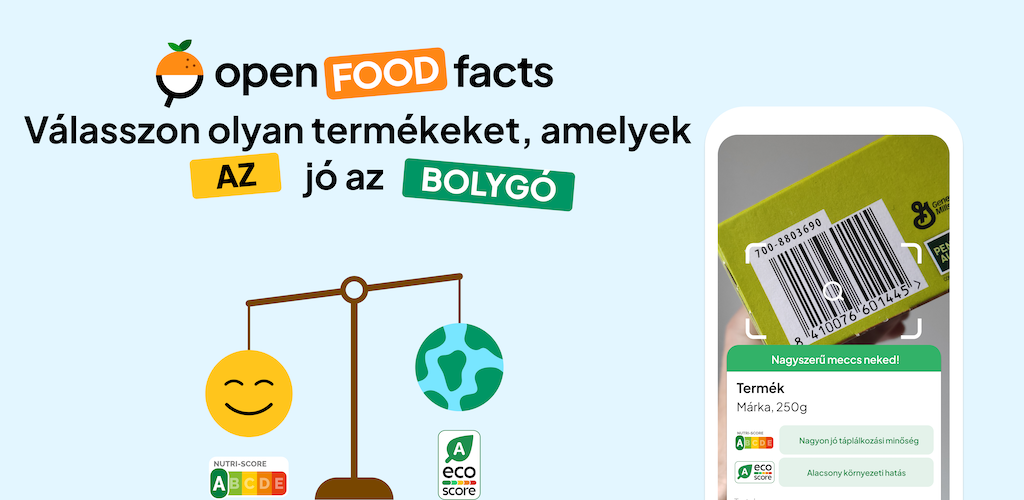 open FOOD facts
Válasszon olyan termékeket, amelyek
AZ jó az BOLYGÓ
NUTRI-SCORE
A B C D E
A
eco
score
700-8803690
8 410076 601445 >
Nagyszerű meccs neked!
Termék
Márka, 250g
NUTRI-SCORE
A B C D E
Nagyon jó táplálkozási minőség
A
eco
score
Alacsony környezeti hatás